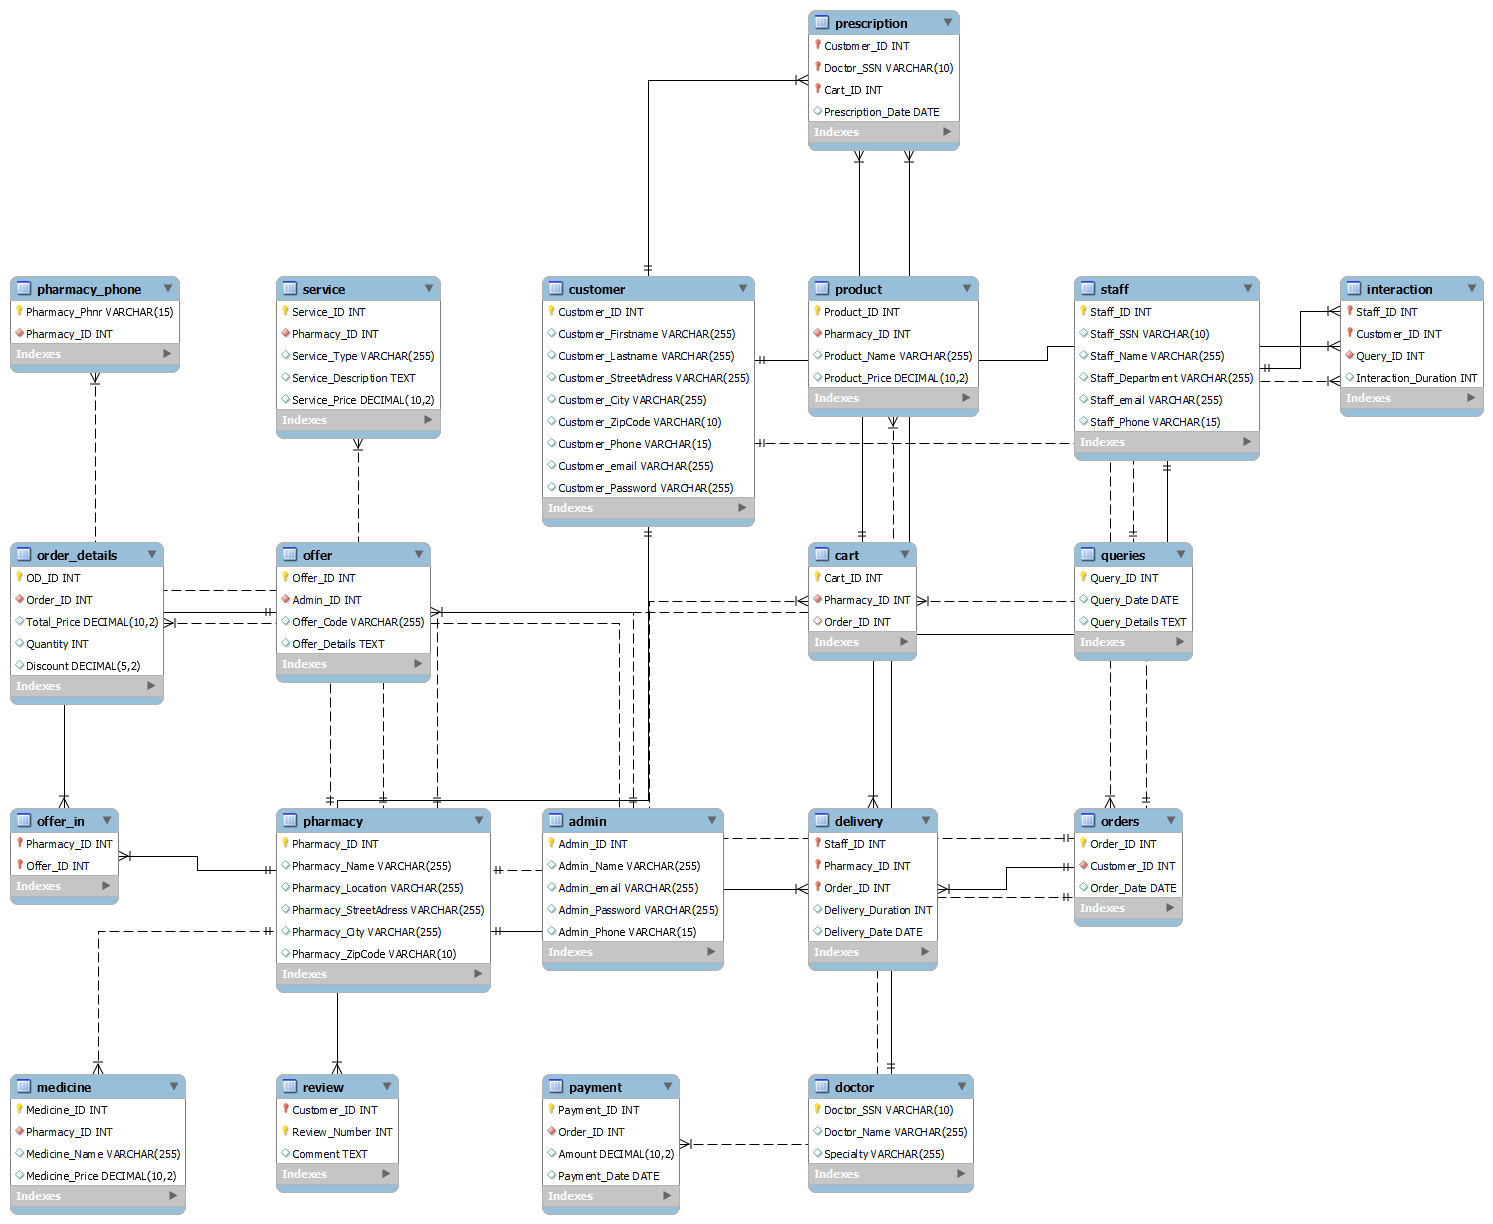 prescription
Customer_ID INT
Doctor_SSN VARCHAR(10)
Cart_ID INT
Prescription_Date DATE
Indexes
pharmacy_phone
Pharmacy_Phnr VARCHAR(15)
Pharmacy_ID INT
Indexes
service
Service_ID INT
Pharmacy_ID INT
Service_Type VARCHAR(255)
Service_Description TEXT
Service_Price DECIMAL(10,2)
Indexes
customer
Customer_ID INT
Customer_Firstname VARCHAR(255)
Customer_Lastname VARCHAR(255)
Customer_StreetAdress VARCHAR(255)
Customer_City VARCHAR(255)
Customer_ZipCode VARCHAR(10)
Customer_Phone VARCHAR(15)
Customer_email VARCHAR(255)
Customer_Password VARCHAR(255)
Indexes
product
Product_ID INT
Pharmacy_ID INT
Product_Name VARCHAR(255)
Product_Price DECIMAL(10,2)
Indexes
staff
Staff_ID INT
Staff_SSN VARCHAR(10)
Staff_Name VARCHAR(255)
Staff_Department VARCHAR(255)
Staff_email VARCHAR(255)
Staff_Phone VARCHAR(15)
Indexes
interaction
Staff_ID INT
Customer_ID INT
Query_ID INT
Interaction_Duration INT
Indexes
order_details
OD_ID INT
Order_ID INT
Total_Price DECIMAL(10,2)
Quantity INT
Discount DECIMAL(5,2)
Indexes
offer
Offer_ID INT
Admin_ID INT
Offer_Code VARCHAR(255)
Offer_Details TEXT
Indexes
cart
Cart_ID INT
Pharmacy_ID INT
Order_ID INT
Indexes
queries
Query_ID INT
Query_Date DATE
Query_Details TEXT
Indexes
offer_in
Pharmacy_ID INT
Offer_ID INT
Indexes
pharmacy
Pharmacy_ID INT
Pharmacy_Name VARCHAR(255)
Pharmacy_Location VARCHAR(255)
Pharmacy_StreetAdress VARCHAR(255)
Pharmacy_City VARCHAR(255)
Pharmacy_ZipCode VARCHAR(10)
Indexes
admin
Admin_ID INT
Admin_Name VARCHAR(255)
Admin_email VARCHAR(255)
Admin_Password VARCHAR(255)
Admin_Phone VARCHAR(15)
Indexes
delivery
Staff_ID INT
Pharmacy_ID INT
Order_ID INT
Delivery_Duration INT
Delivery_Date DATE
Indexes
orders
Order_ID INT
Customer_ID INT
Order_Date DATE
Indexes
medicine
Medicine_ID INT
Pharmacy_ID INT
Medicine_Name VARCHAR(255)
Medicine_Price DECIMAL(10,2)
Indexes
review
Customer_ID INT
Review_Number INT
Comment TEXT
Indexes
payment
Payment_ID INT
Order_ID INT
Amount DECIMAL(10,2)
Payment_Date DATE
Indexes
doctor
Doctor_SSN VARCHAR(10)
Doctor_Name VARCHAR(255)
Specialty VARCHAR(255)
Indexes